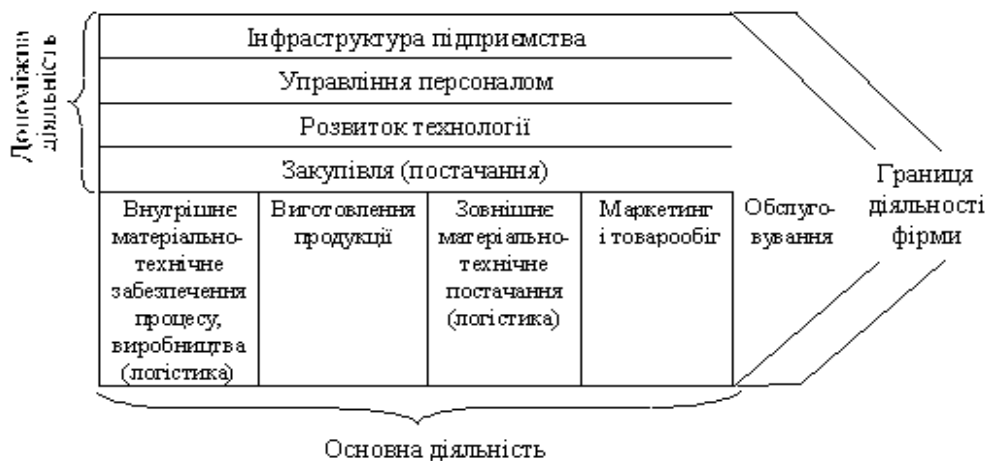 Допоміжна
діяльність
Інфраструктура підприємства
Управління персоналом
Розвиток технології
Закупівля (постачання)
Внутрішнє
матеріально-
технічне
забезпечення
процесу,
виробництва
(логістика)
Виготовлення
продукції
Зовнішнє
матеріально-
технічне
постачання
(логістика)
Маркетинг
і товарообіг
Обслуго-
вування
Границя
діяльності
фірми
Основна діяльність